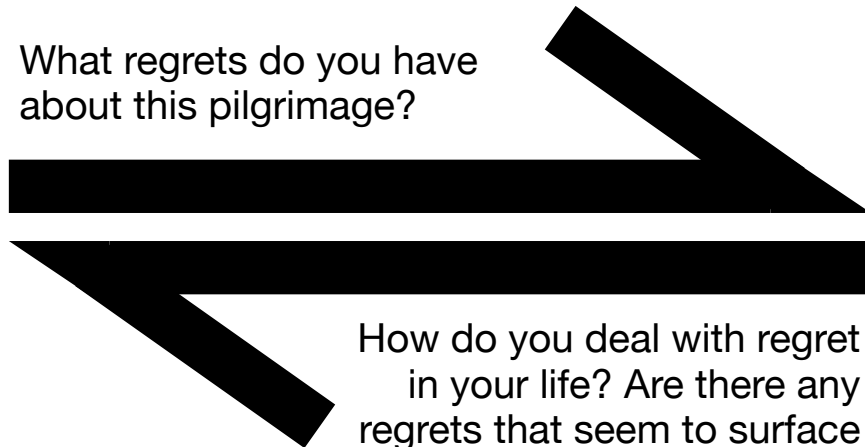 What regrets do you have
about this pilgrimage?
How do you deal with regret
in your life? Are there any
regrets that seem to surface